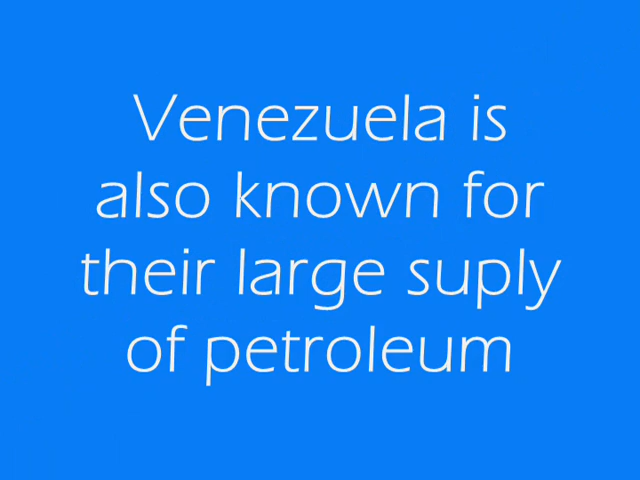 Venezuela is
also known for
their large suply
of petroleum